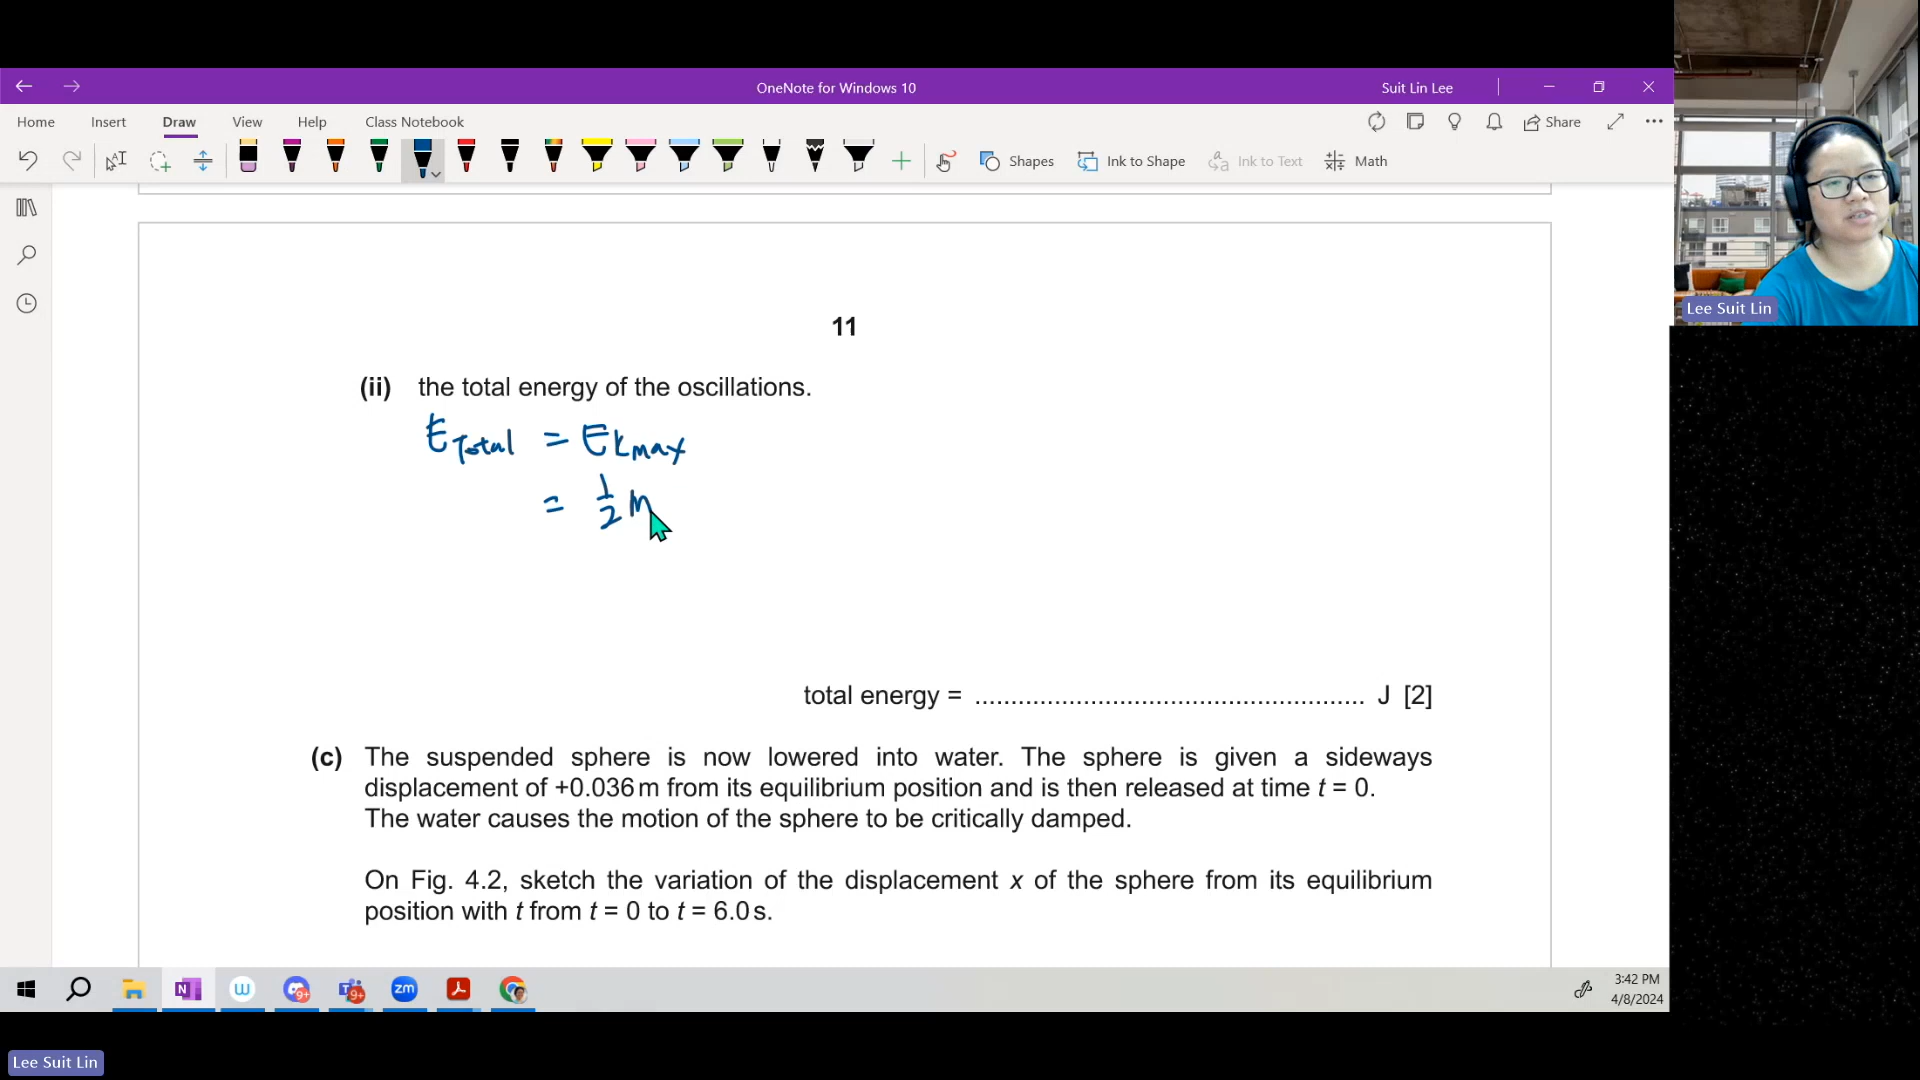 OneNote for Windows 10
Suit Lin Lee
Home Insert Draw View Help Class Notebook
Share
Shapes Ink to Shape Ink to Text Math
Lee Suit Lin
11
(ii) the total energy of the oscillations.
E Total = E k max
= 1/2 m
total energy = ........................................................ J [2]
(c) The suspended sphere is now lowered into water. The sphere is given a sideways
displacement of +0.036 m from its equilibrium position and is then released at time t = 0.
The water causes the motion of the sphere to be critically damped.
On Fig. 4.2, sketch the variation of the displacement x of the sphere from its equilibrium
position with t from t = 0 to t = 6.0 s.
N W 9+ 9+ zm
3:42 PM
4/8/2024
Lee Suit Lin